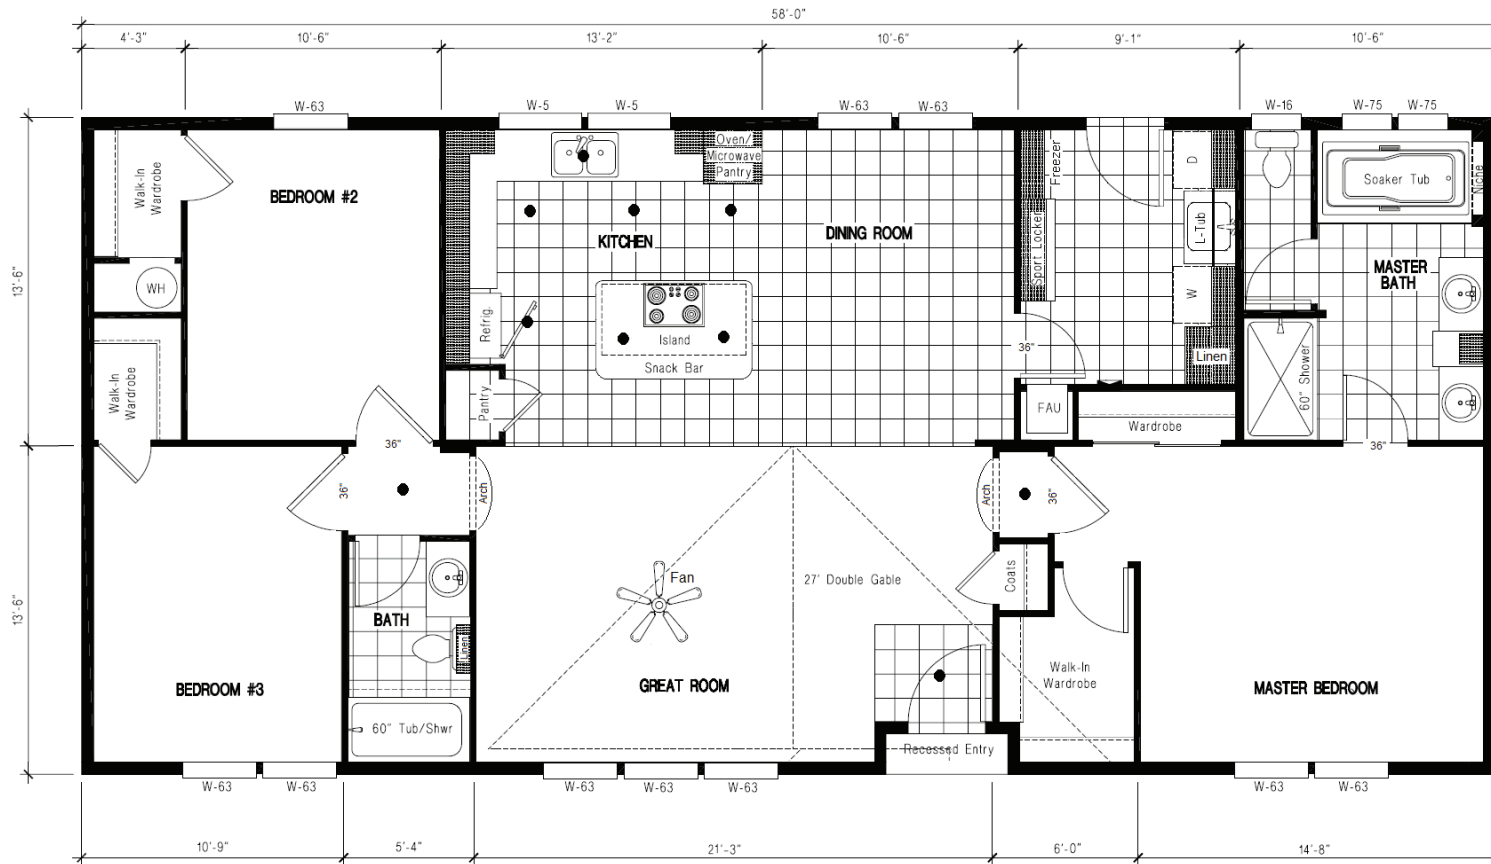 58'-0"
4'-3"
10'-6"
13'-2"
10'-6"
9'-1"
10'-6"
W-63
W-5
W-5
W-63
W-63
W-16
W-75
W-75
13'-6"
13'-6"
Walk-In
Wardrobe
BEDROOM #2
WH
Walk-In
Wardrobe
Oven/
Microwave
Pantry
KITCHEN
DINING ROOM
Refrig.
Island
Snack Bar
Pantry
Freezer
Sport Locker
D
L-Tub
W
Linen
36"
FAU
Wardrobe
Soaker Tub
Niche
MASTER
BATH
60" Shower
36"
36"
36"
Arch
Arch
36"
Fan
27' Double Gable
Coats
BATH
Linen
BEDROOM #3
60" Tub/Shwr
GREAT ROOM
Recessed Entry
Walk-In
Wardrobe
MASTER BEDROOM
W-63
W-63
W-63
W-63
W-63
W-63
W-63
10'-9"
5'-4"
21'-3"
6'-0"
14'-8"